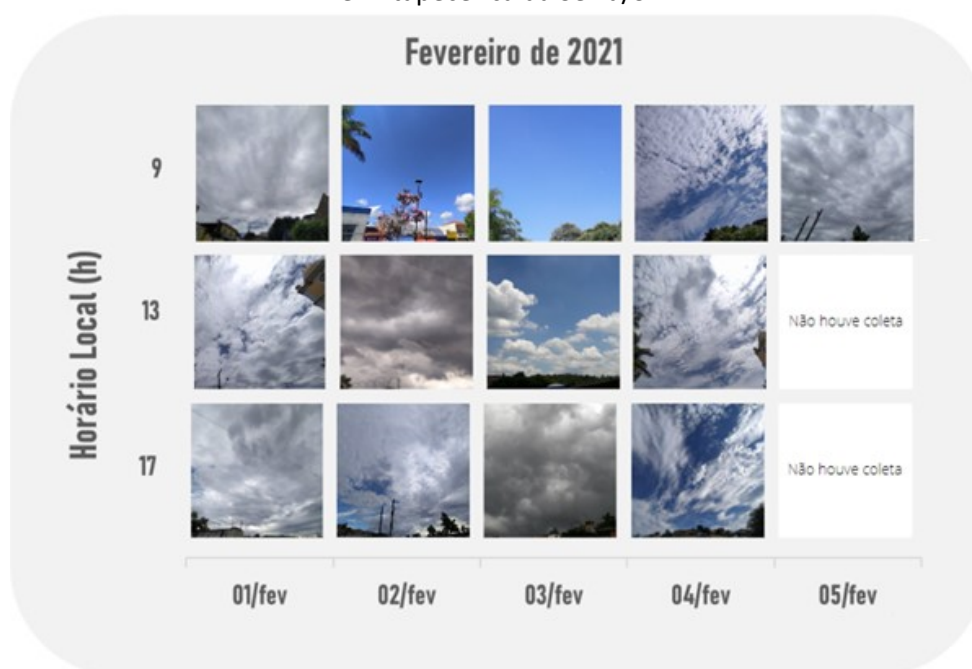 Fevereiro de 2021
Horário Local (h)
9
13
Não houve coleta
17
Não houve coleta
01/fev
02/fev
03/fev
04/fev
05/fev